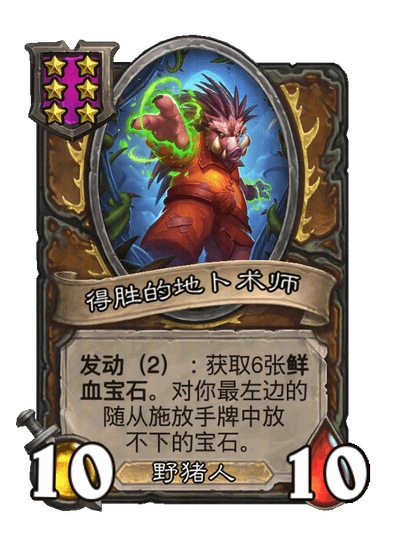 得胜的地卜术师
发动（2）：获取6张鲜
血宝石。对你最左边的
随从施放手牌中放
不下的宝石。
10
野猪人
10